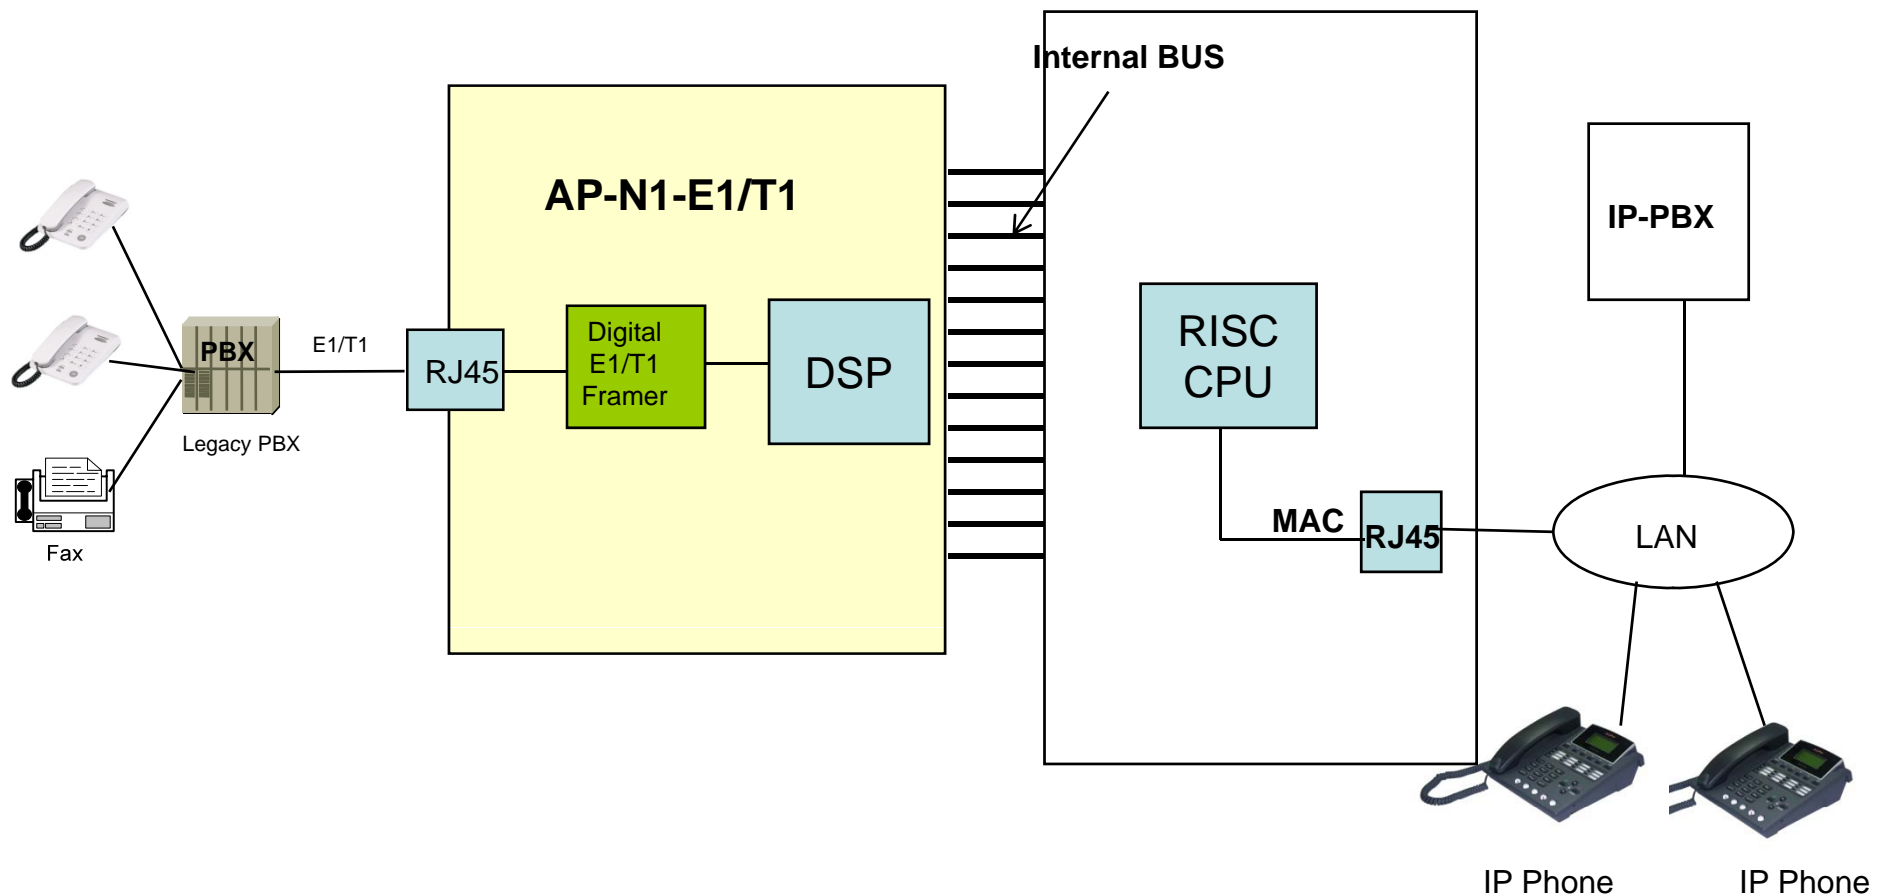 Internal BUS
AP-N1-E1/T1
IP-PBX
PBX
E1/T1
RJ45
Digital
E1/T1
Framer
DSP
RISC
CPU
Legacy PBX
MAC
RJ45
LAN
Fax
IP Phone
IP Phone